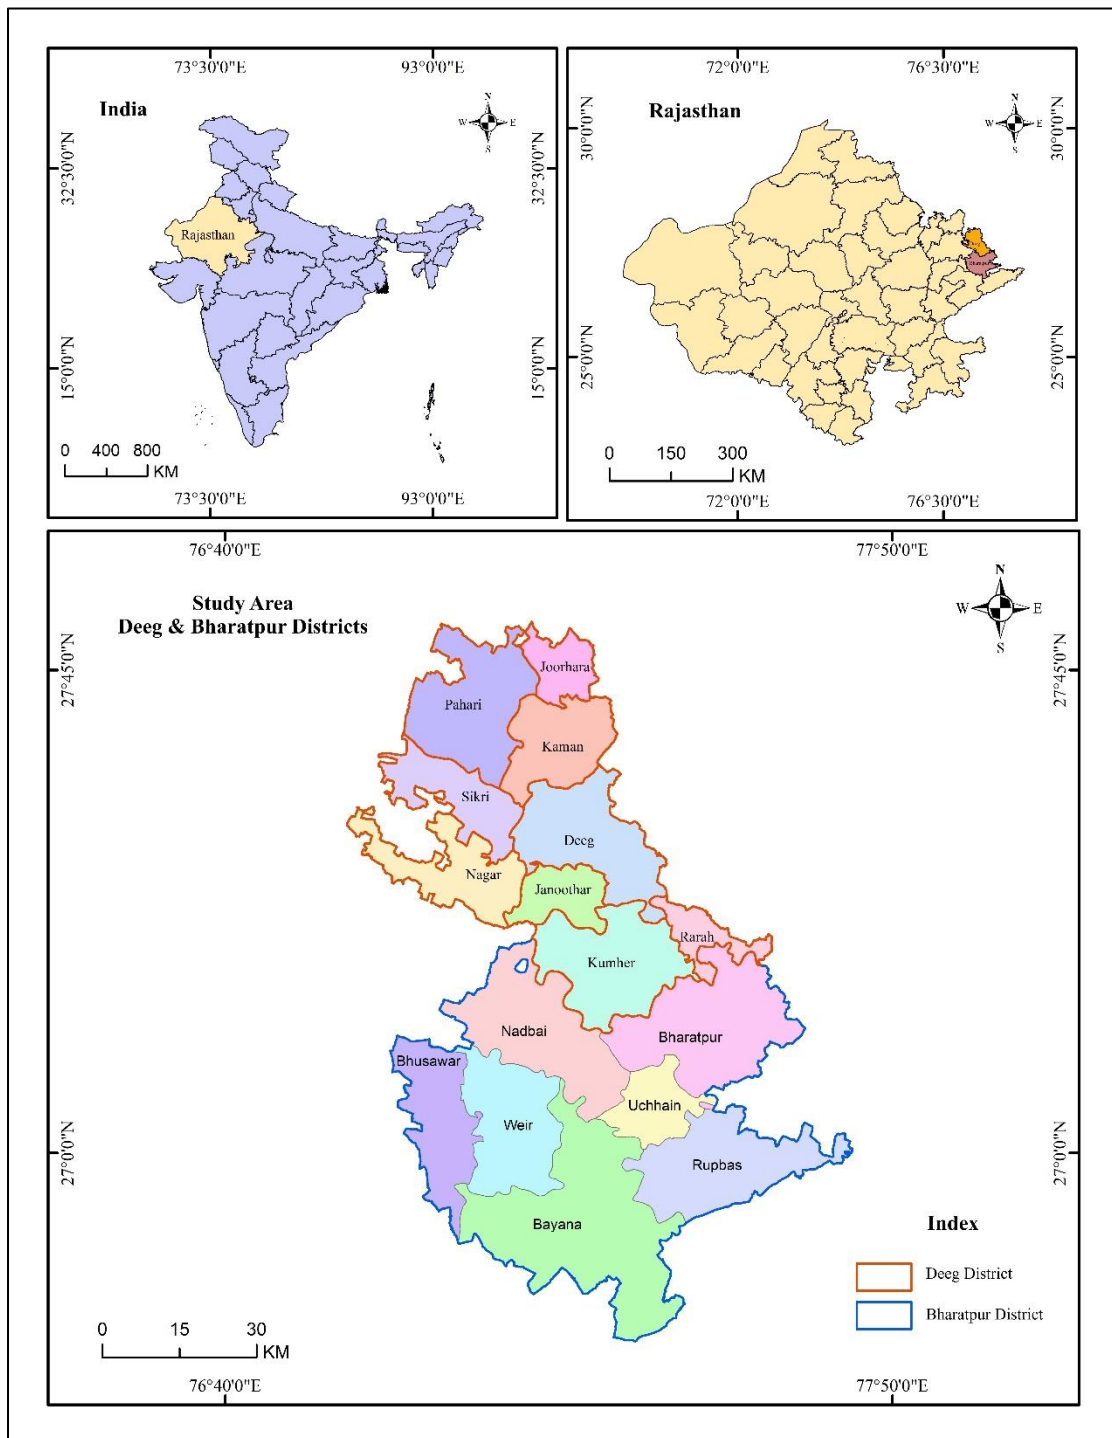 73°30'0"E
93°0'0"E
India
N
W
E
S
32°30'0"N
32°30'0"N
Rajasthan
15°0'0"N
15°0'0"N
0 400 800
KM
73°30'0"E
93°0'0"E
72°0'0"E
76°30'0"E
Rajasthan
N
W
E
S
30°0'0"N
30°0'0"N
25°0'0"N
25°0'0"N
0 150 300
KM
72°0'0"E
76°30'0"E
76°40'0"E
77°50'0"E
Study Area
Deeg & Bharatpur Districts
N
W
E
S
27°45'0"N
27°45'0"N
Joorhara
Pahari
Kaman
Sikri
Deeg
Nagar
Janoothar
Rarah
Kumher
Nadbai
Bharatpur
Bhusawar
Uchhain
Weir
Rupbas
27°0'0"N
27°0'0"N
Bayana
Index
Deeg District
Bharatpur District
0 15 30
KM
76°40'0"E
77°50'0"E